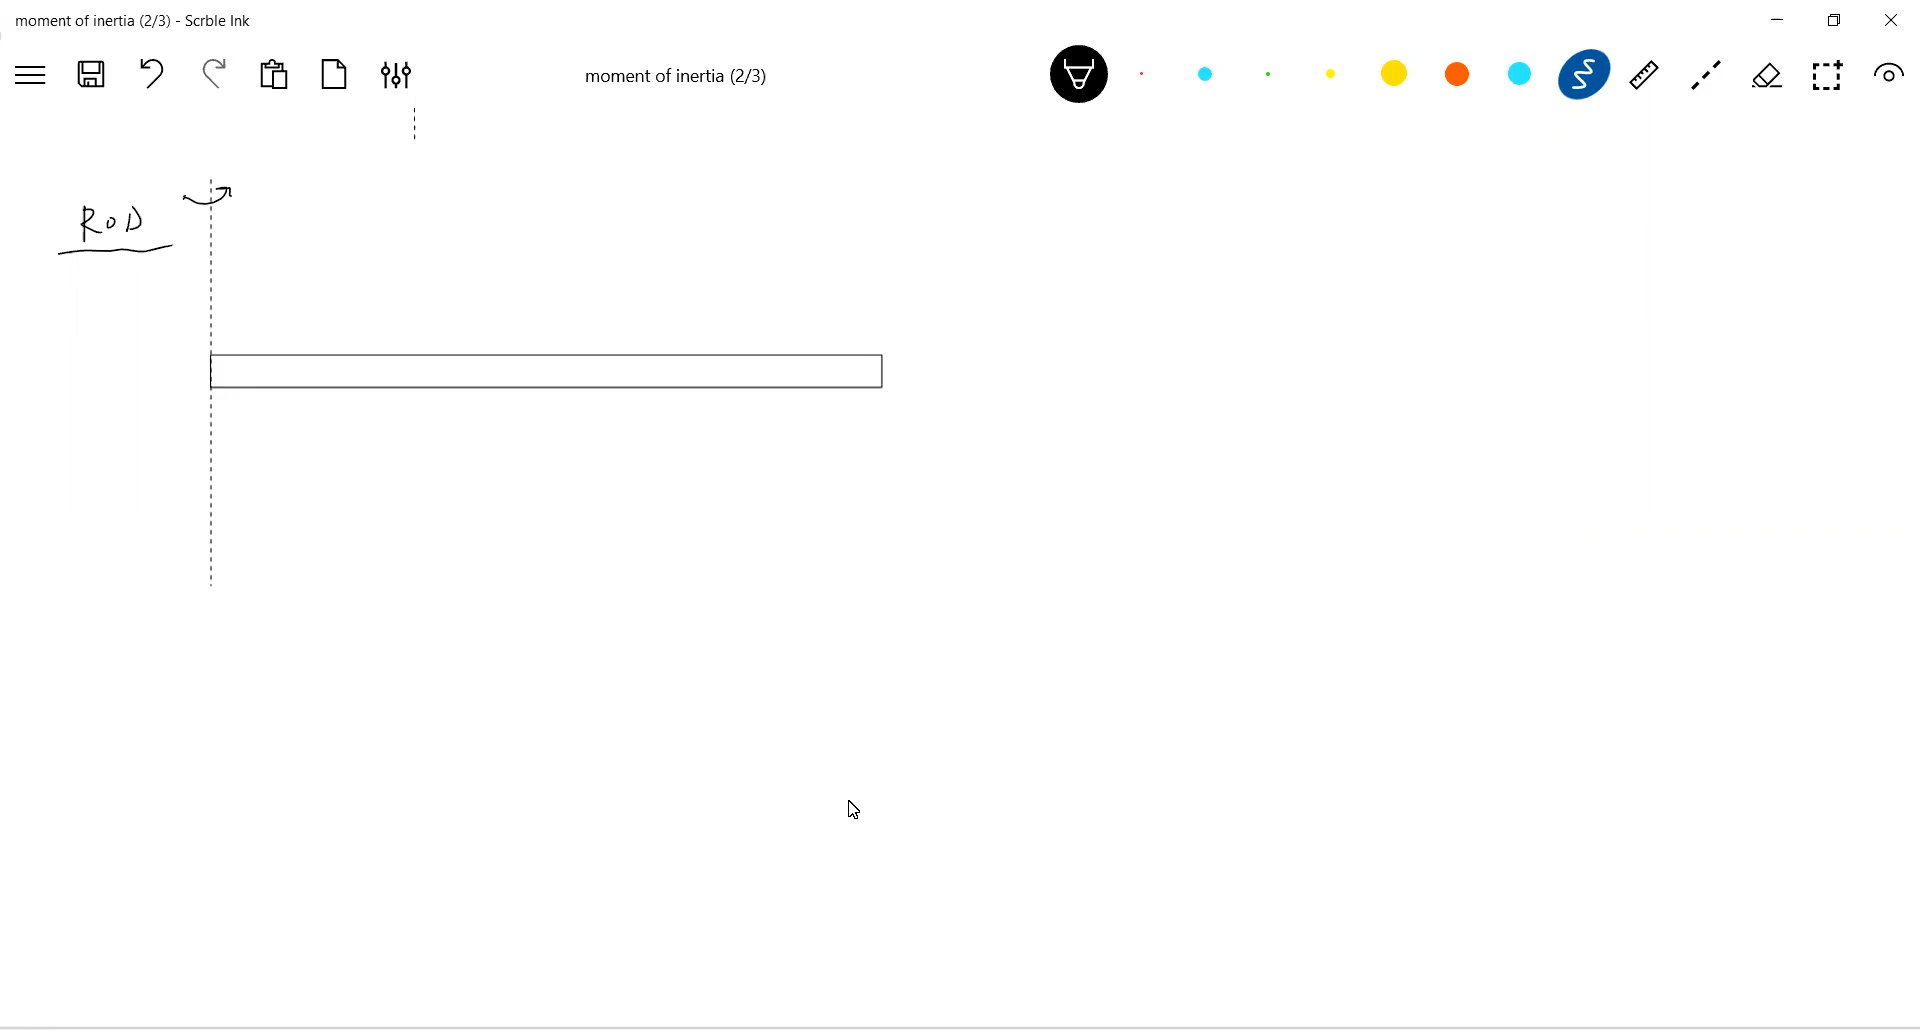 moment of inertia (2/3) - Scrble Ink
moment of inertia (2/3)
ROD